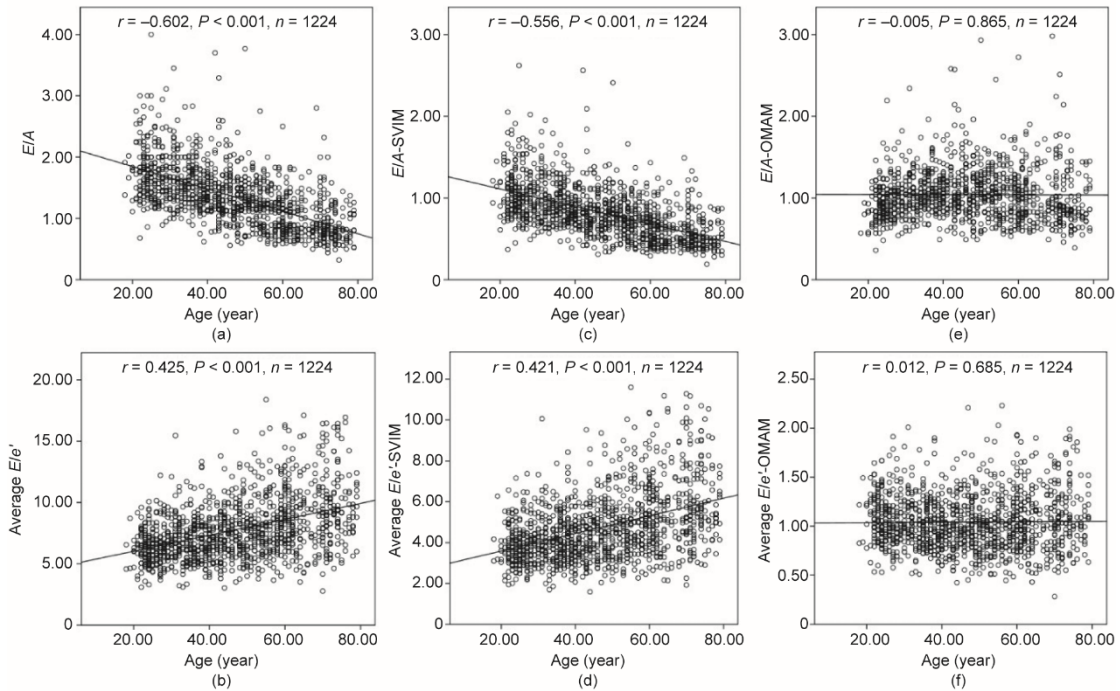 r = –0.602, P < 0.001, n = 1224
4.00
3.00
2.00
1.00
0
E/A
20.00 40.00 60.00 80.00
Age (year)
(a)
r = –0.556, P < 0.001, n = 1224
3.00
2.00
1.00
0
E/A-SVIM
20.00 40.00 60.00 80.00
Age (year)
(c)
r = –0.005, P = 0.865, n = 1224
3.00
2.00
1.00
0
E/A-OMAM
20.00 40.00 60.00 80.00
Age (year)
(e)
r = 0.425, P < 0.001, n = 1224
20.00
15.00
10.00
5.00
0
Average E/e'
20.00 40.00 60.00 80.00
Age (year)
(b)
r = 0.421, P < 0.001, n = 1224
12.00
10.00
8.00
6.00
4.00
2.00
0
Average E/e'-SVIM
20.00 40.00 60.00 80.00
Age (year)
(d)
r = 0.012, P = 0.685, n = 1224
2.50
2.00
1.50
1.00
0.50
0
Average E/e'-OMAM
20.00 40.00 60.00 80.00
Age (year)
(f)